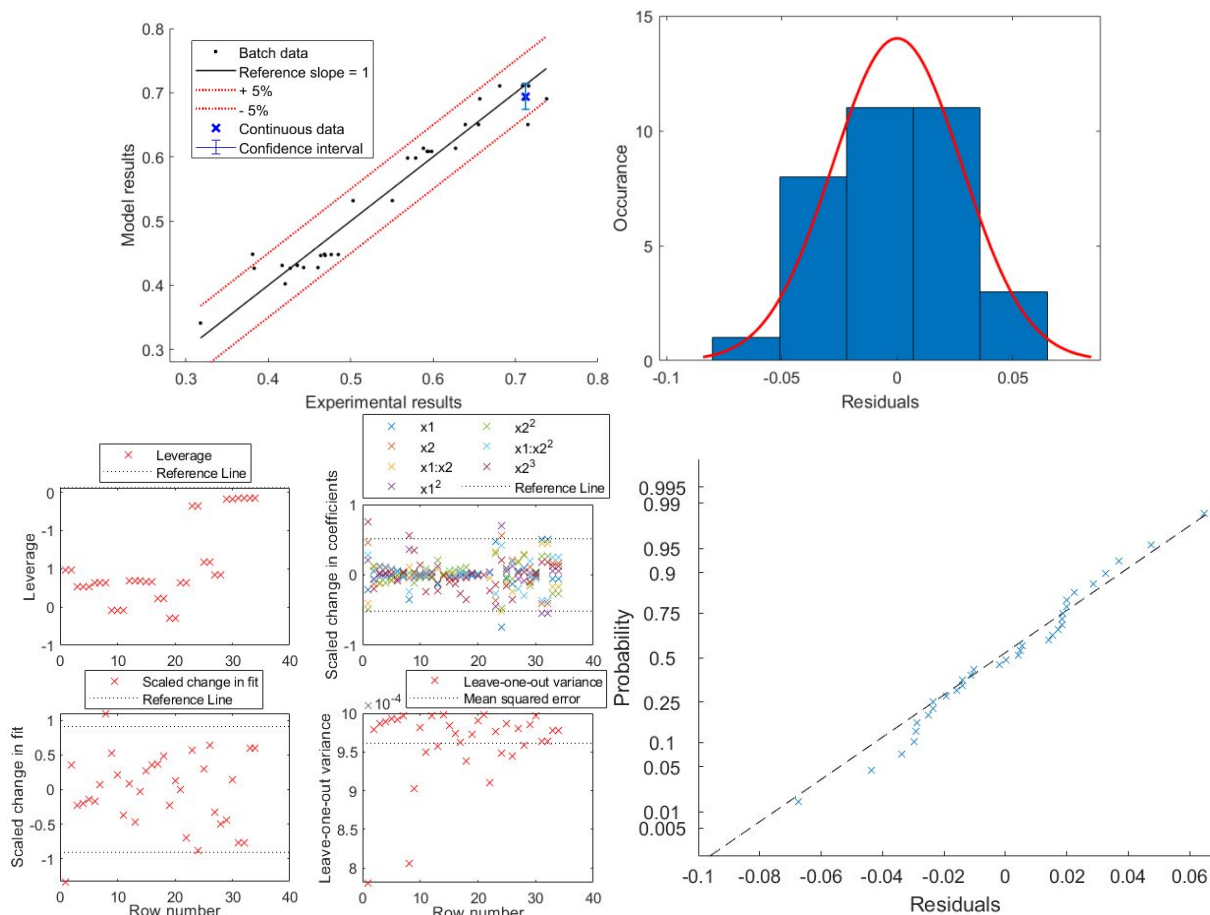 0.8
0.7
0.6
0.5
0.4
0.3
Model results
Batch data
Reference slope = 1
+ 5%
- 5%
Continuous data
Confidence interval
0.3 0.4 0.5 0.6 0.7 0.8
Experimental results
15
10
5
0
Occurance
-0.1 -0.05 0 0.05
Residuals
Leverage
Reference Line
0
-1
1
0
-1
Leverage
0 10 20 30 40
x1
x2
x1:x2
x1²
x2²
x1:x2²
x2³
Reference Line
1
0.5
0
-0.5
-1
Scaled change in coefficients
0 10 20 30 40
Scaled change in fit
Reference Line
1
0.5
0
-0.5
-1
Scaled change in fit
0 10 20 30 40
Row number
Leave-one-out variance
Mean squared error
× 10⁻⁴
10
9.5
9
8.5
8
Leave-one-out variance
0 10 20 30 40
Row number
0.995
0.99
0.95
0.9
0.75
0.5
0.25
0.1
0.05
0.01
0.005
Probability
-0.1 -0.08 -0.06 -0.04 -0.02 0 0.02 0.04 0.06
Residuals